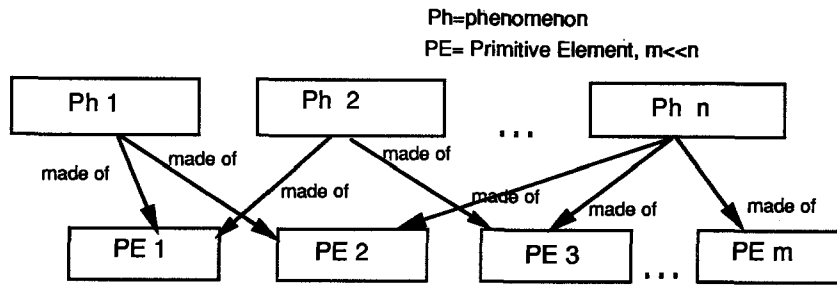 Ph=phenomenon
PE= Primitive Element, m<<n
Ph 1
Ph 2
...
Ph n
made of
made of
made of
made of
made of
made of
made of
PE 1
PE 2
PE 3
...
PE m